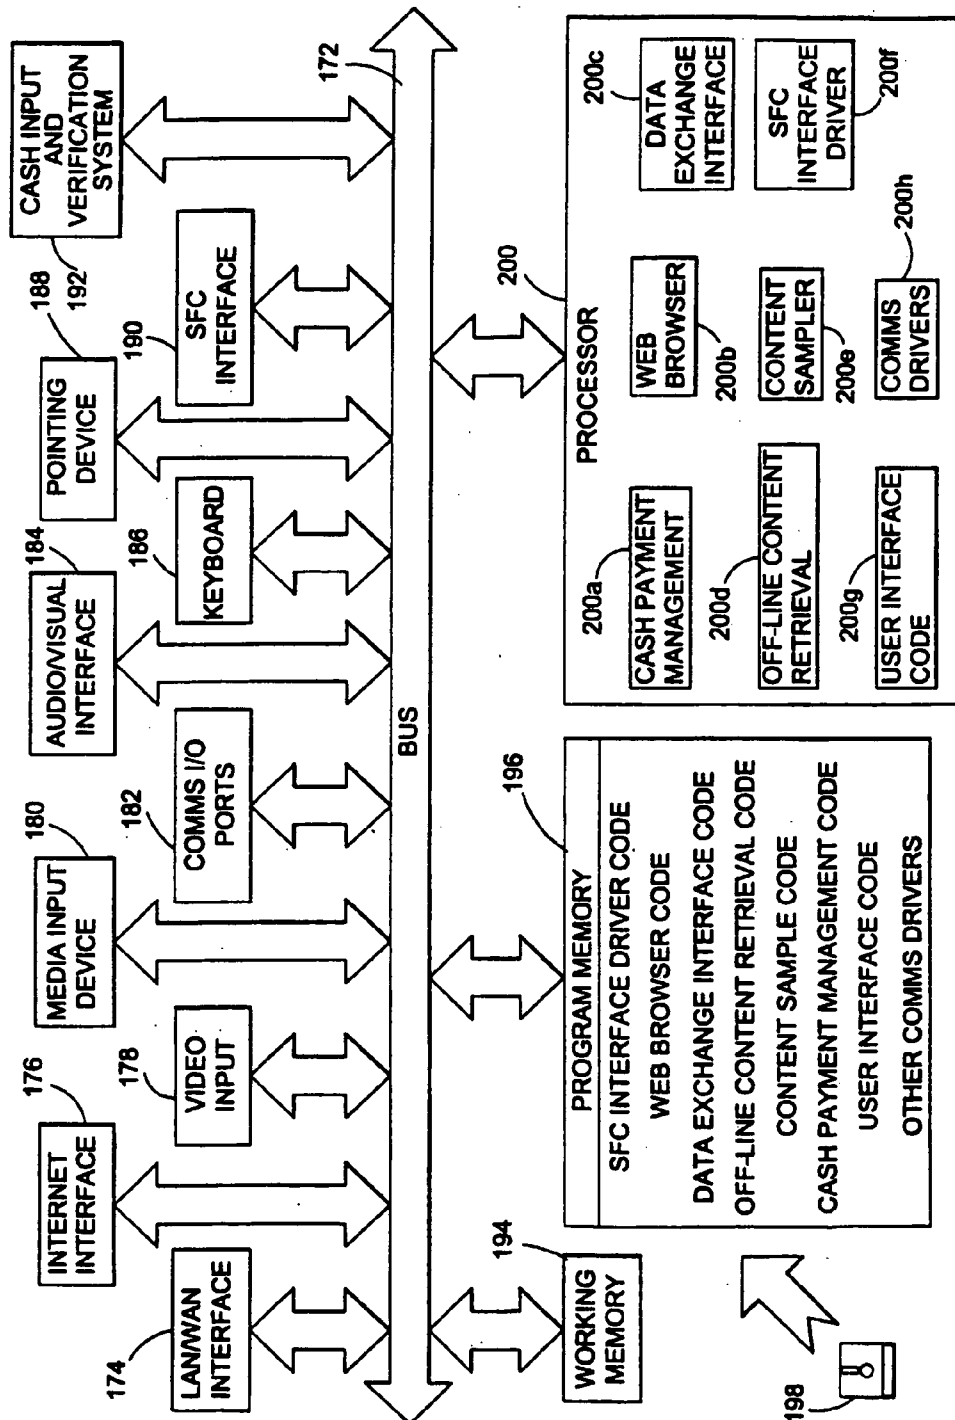 174
LAN/WAN
INTERFACE
176
INTERNET
INTERFACE
178
VIDEO
INPUT
180
MEDIA INPUT
DEVICE
182
COMMS I/O
PORTS
184
AUDIO/VISUAL
INTERFACE
186
KEYBOARD
188
POINTING
DEVICE
190
SFC
INTERFACE
192
CASH INPUT
AND
VERIFICATION
SYSTEM
BUS
172
194
WORKING
MEMORY
198
196
PROGRAM MEMORY
SFC INTERFACE DRIVER CODE
WEB BROWSER CODE
DATA EXCHANGE INTERFACE CODE
OFF-LINE CONTENT RETRIEVAL CODE
CONTENT SAMPLE CODE
CASH PAYMENT MANAGEMENT CODE
USER INTERFACE CODE
OTHER COMMS DRIVERS
200
PROCESSOR
200a
CASH PAYMENT
MANAGEMENT
WEB
BROWSER
200b
200c
DATA
EXCHANGE
INTERFACE
200d
OFF-LINE CONTENT
RETRIEVAL
CONTENT
SAMPLER
200e
SFC
INTERFACE
DRIVER
200f
200g
USER INTERFACE
CODE
COMMS
DRIVERS
200h